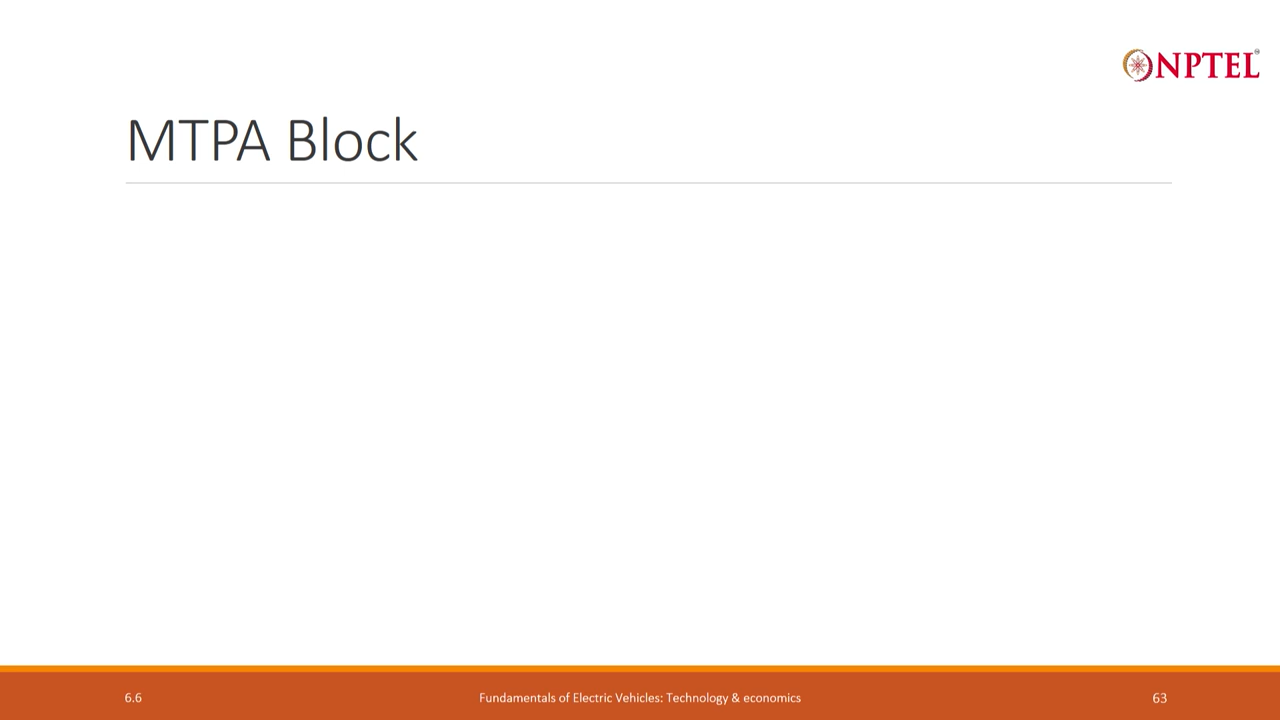 NPTEL
MTPA Block
6.6
Fundamentals of Electric Vehicles: Technology & economics
63